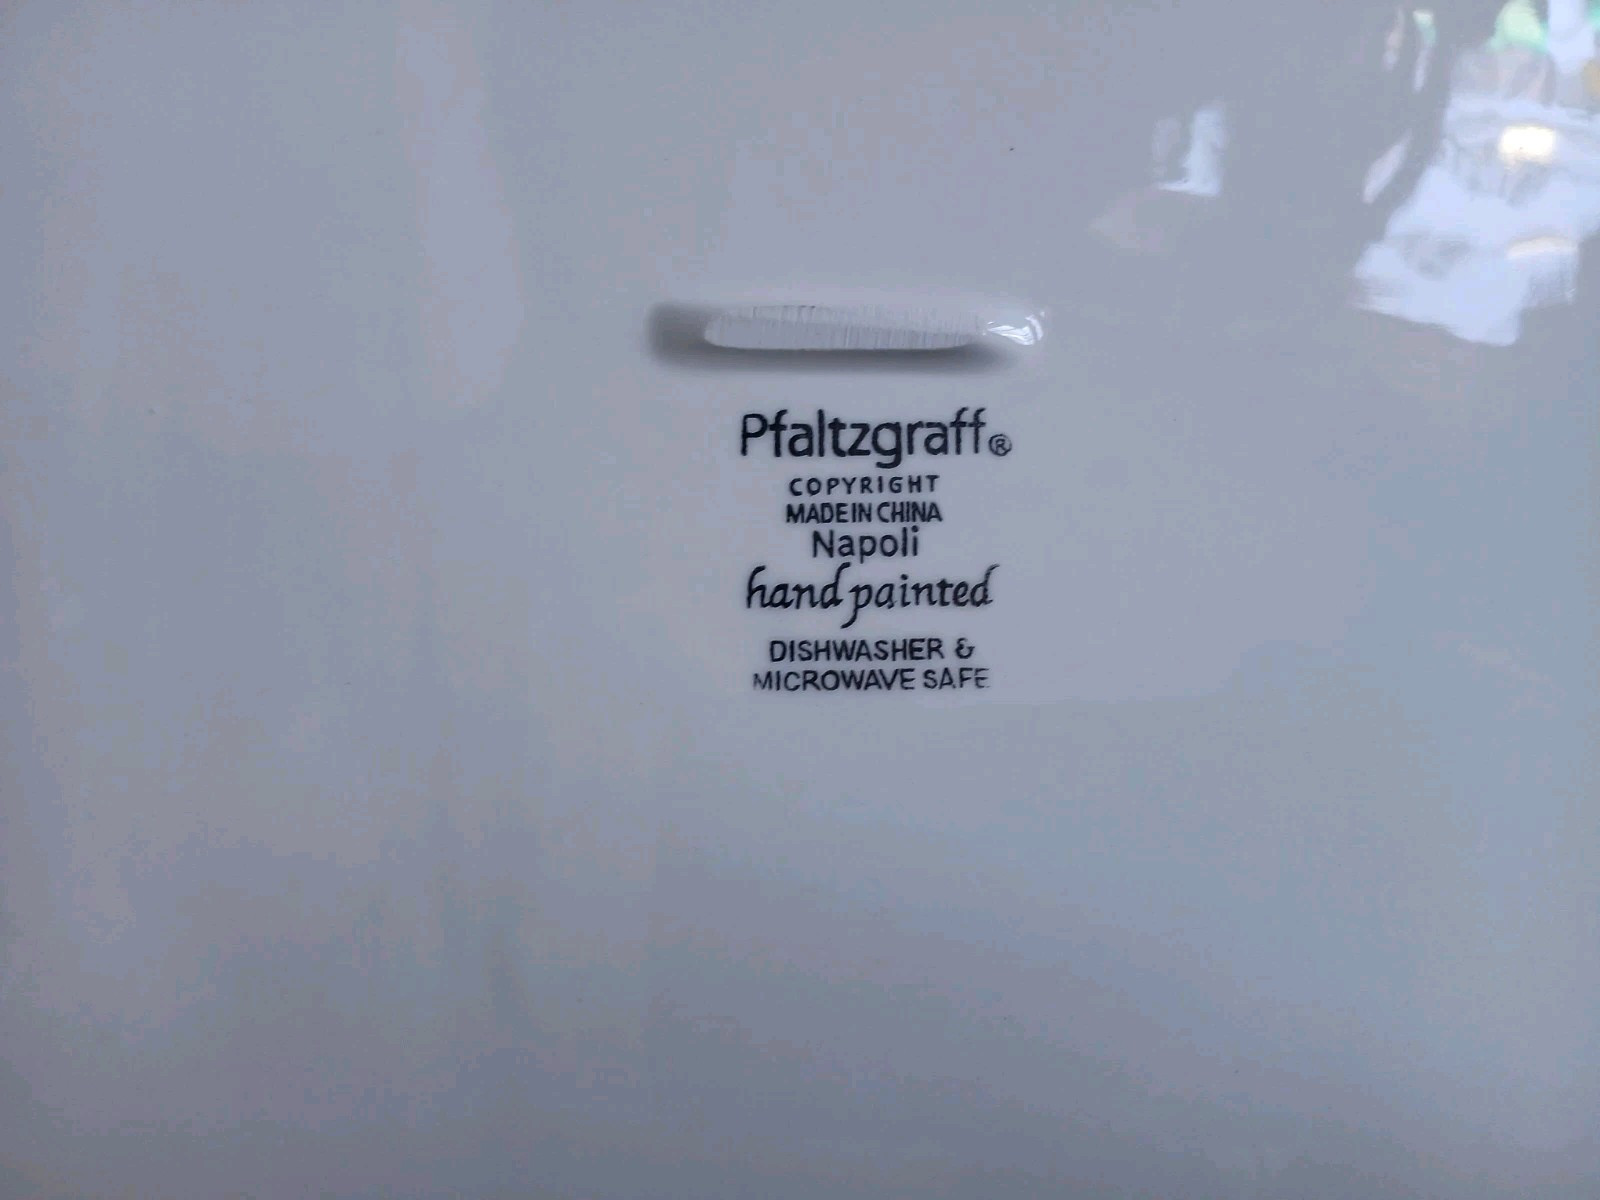 Pfaltzgraff®
COPYRIGHT
MADE IN CHINA
Napoli
hand painted
DISHWASHER &
MICROWAVE SAFE